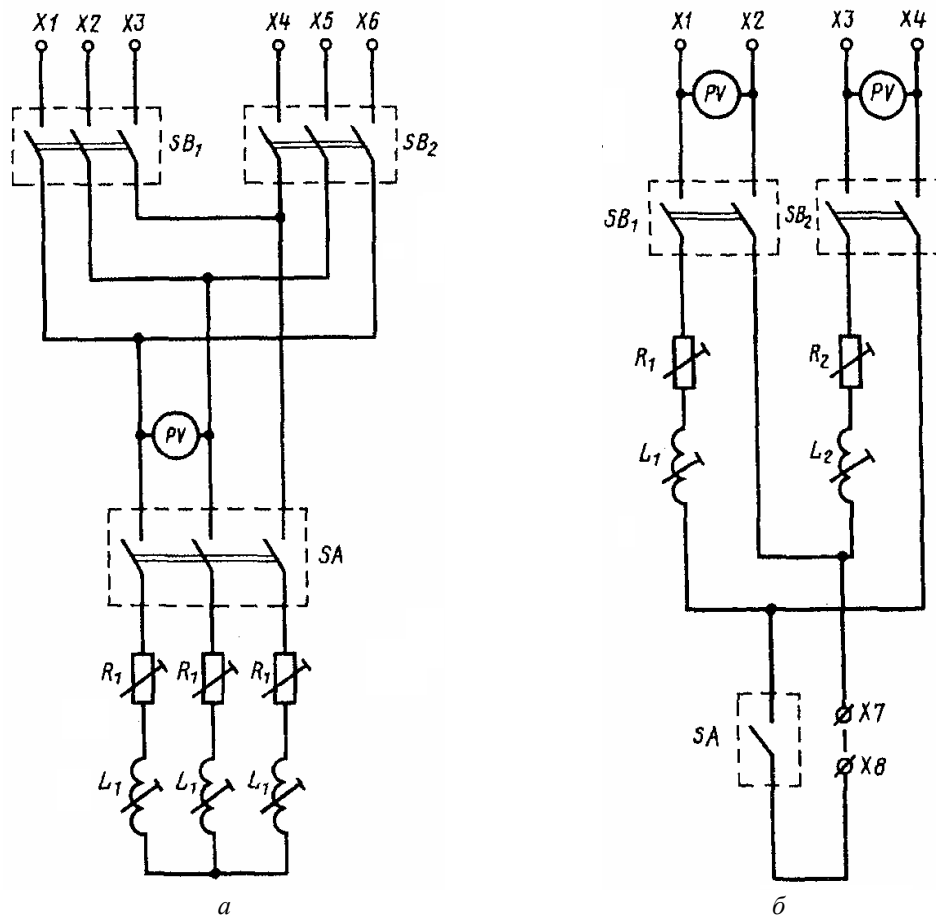 X1 X2 X3 X4 X5 X6
SB1 SB2
PV
SA
R1 R1 R1
L1 L1 L1
а
X1 X2 X3 X4
PV PV
SB1 SB2
R1 R2
L1 L2
SA X7
X8
б